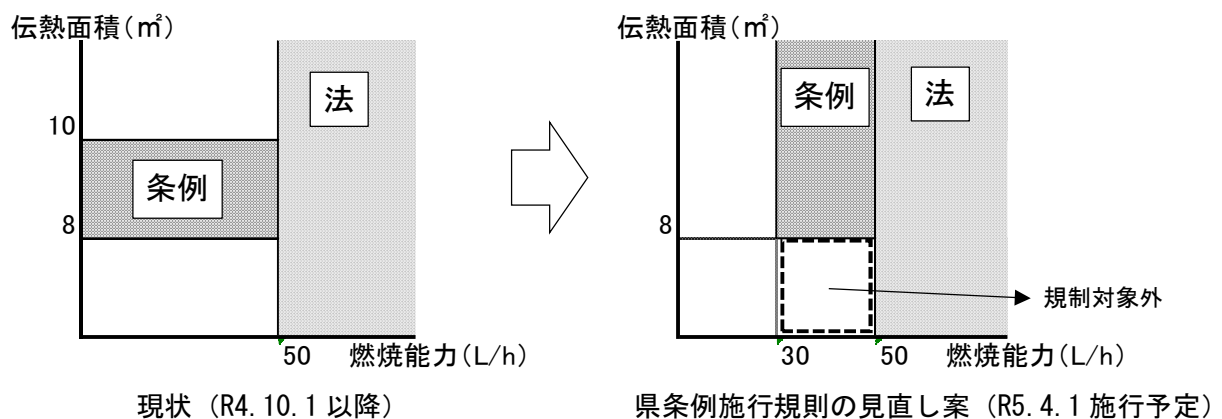 伝熱面積(㎡)
10
8
条例
法
50
燃焼能力(L/h)
現状（R4.10.1以降）
伝熱面積(㎡)
8
条例
法
規制対象外
30
50
燃焼能力(L/h)
県条例施行規則の見直し案（R5.4.1施行予定）